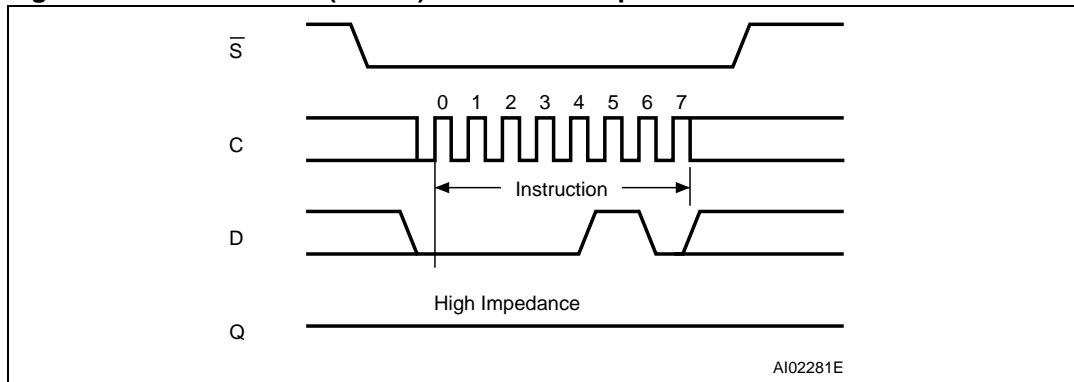 S̅
0 1 2 3 4 5 6 7
C
Instruction
D
High Impedance
Q
AI02281E